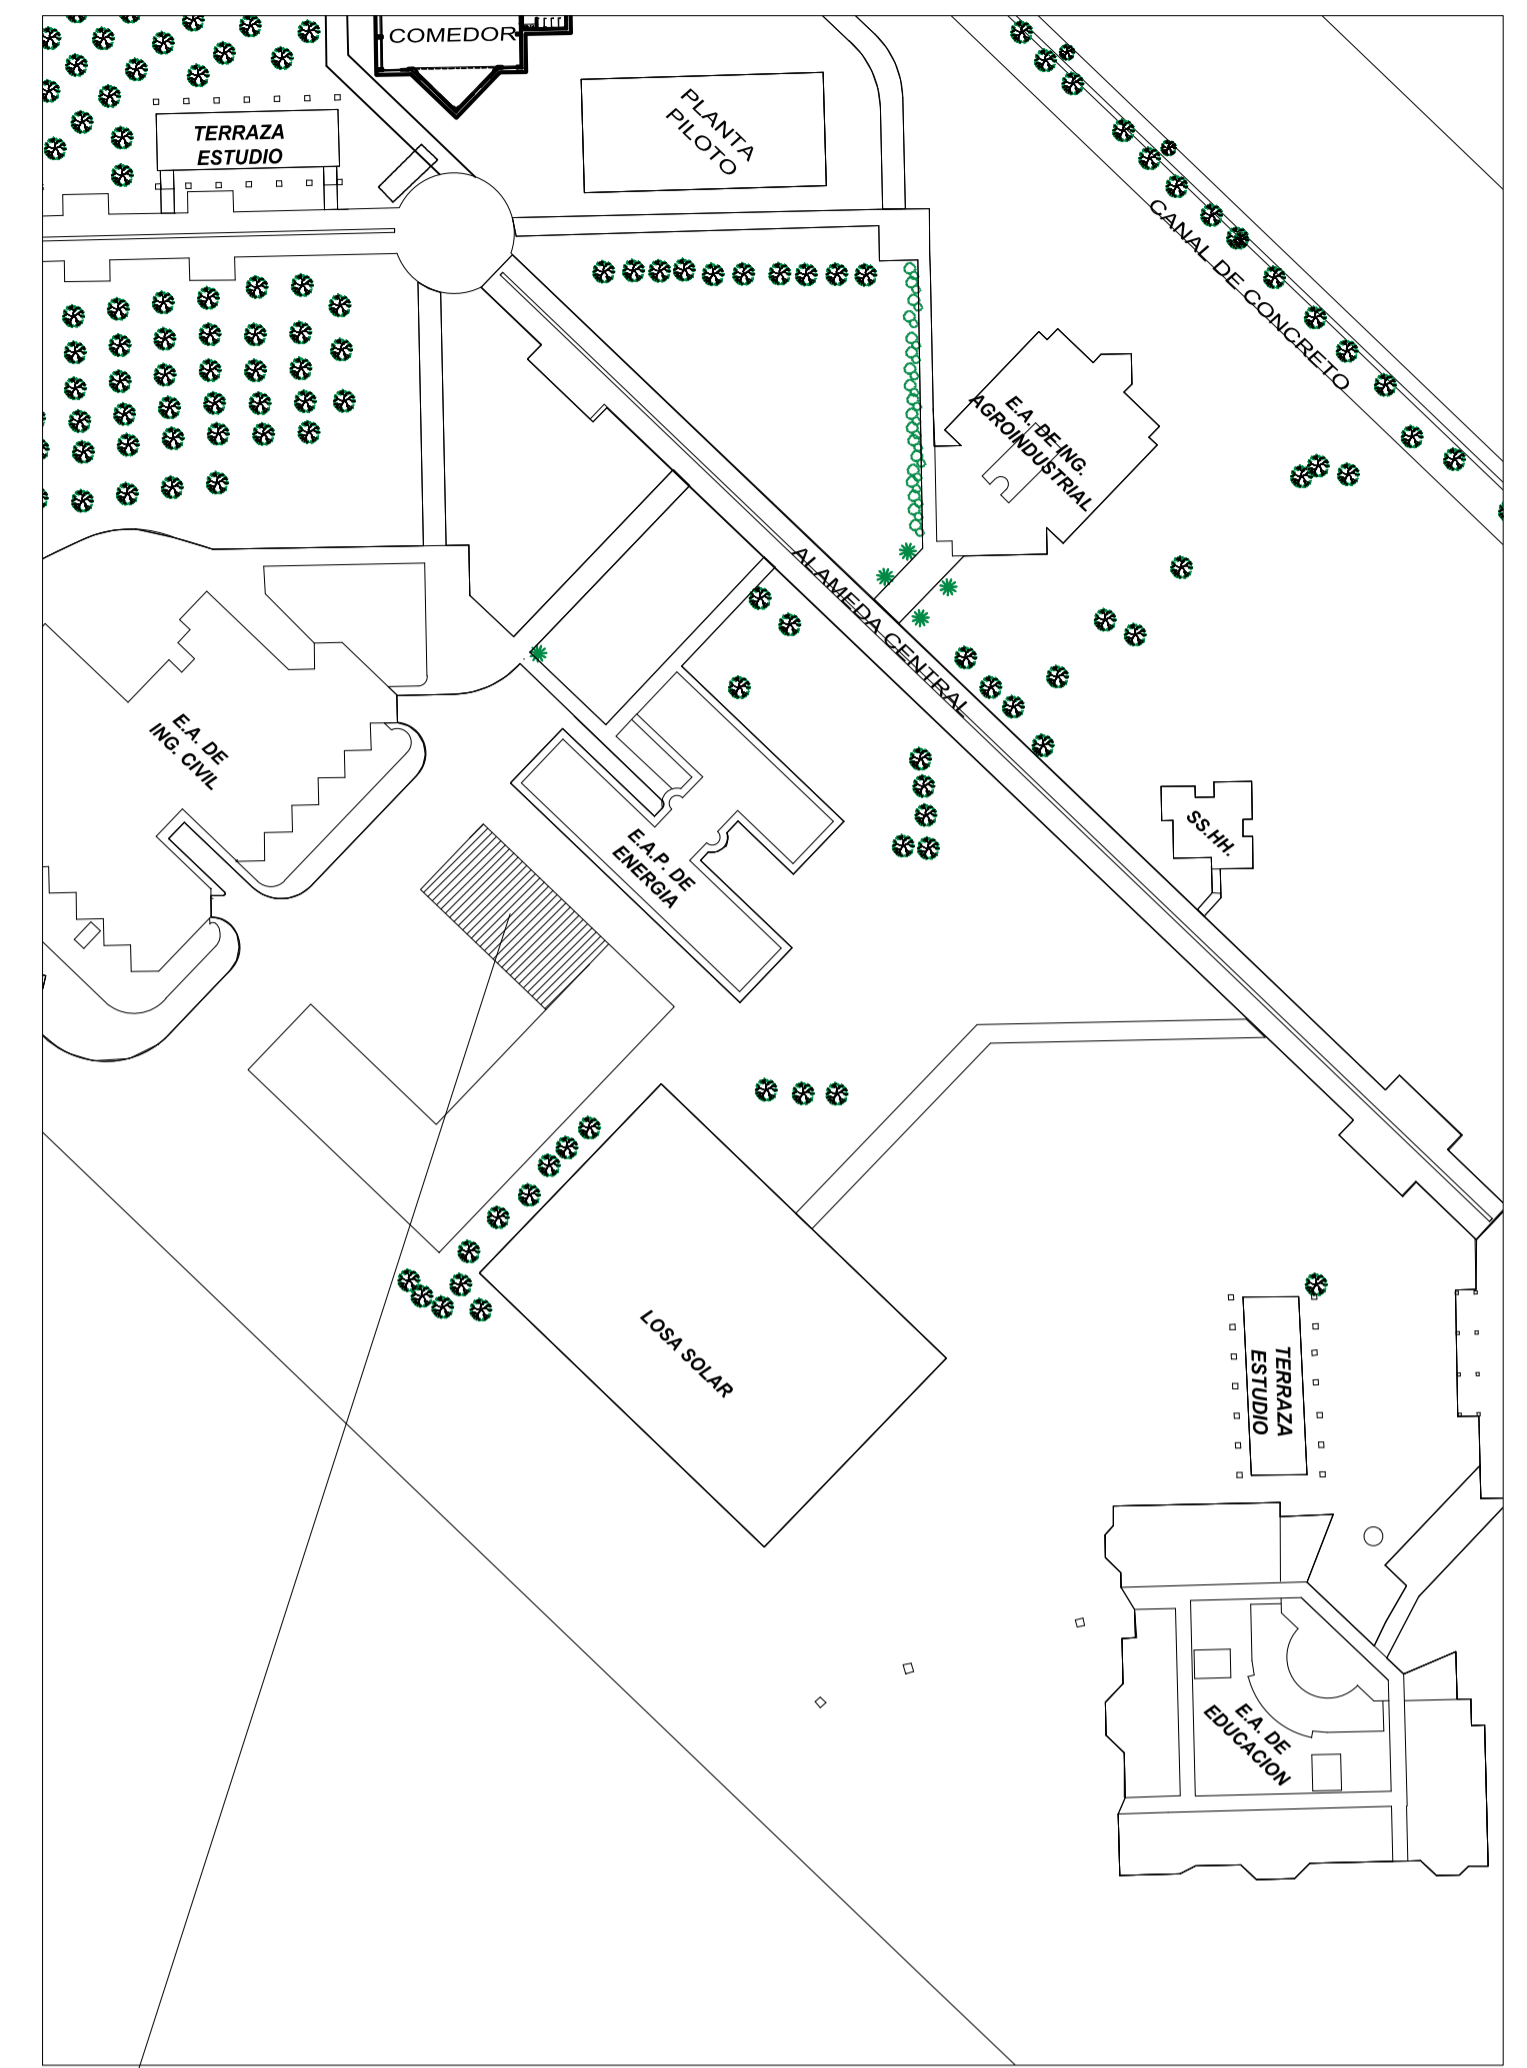 COMEDOR
TERRAZA
ESTUDIO
PLANTA
PILOTO
CANAL DE CONCRETO
E.A. DE ING.
AGROINDUSTRIAL
ALAMEDA CENTRAL
E.A. DE
ING. CIVIL
E.A.P. DE
ENERGIA
SS.HH.
LOSA SOLAR
TERRAZA
ESTUDIO
E.A. DE
EDUCACION